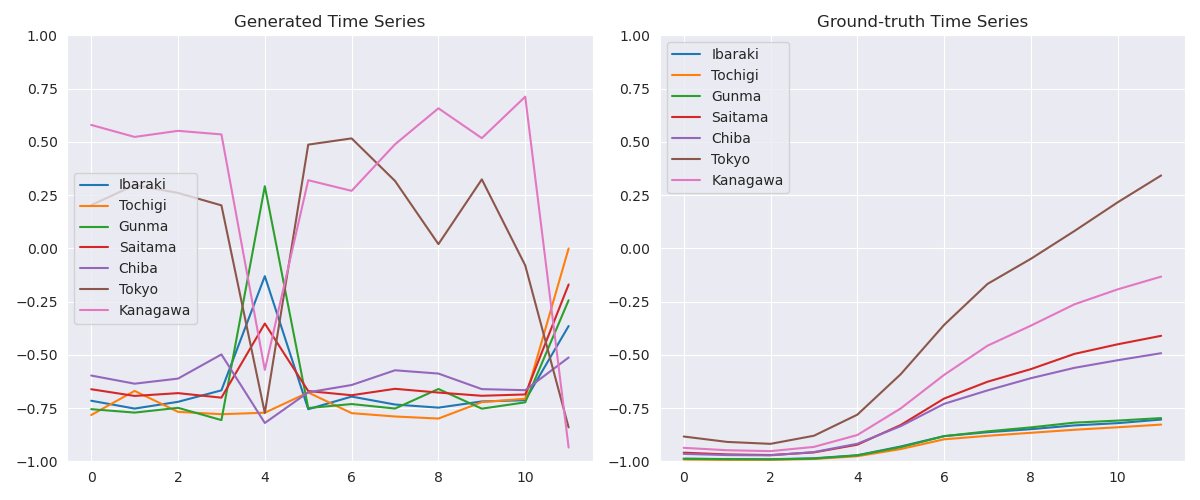 Generated Time Series
1.00
0.75
0.50
0.25
0.00
−0.25
−0.50
−0.75
−1.00
Ibaraki
Tochigi
Gunma
Saitama
Chiba
Tokyo
Kanagawa
0 2 4 6 8 10
Ground-truth Time Series
1.00
0.75
0.50
0.25
0.00
−0.25
−0.50
−0.75
−1.00
Ibaraki
Tochigi
Gunma
Saitama
Chiba
Tokyo
Kanagawa
0 2 4 6 8 10